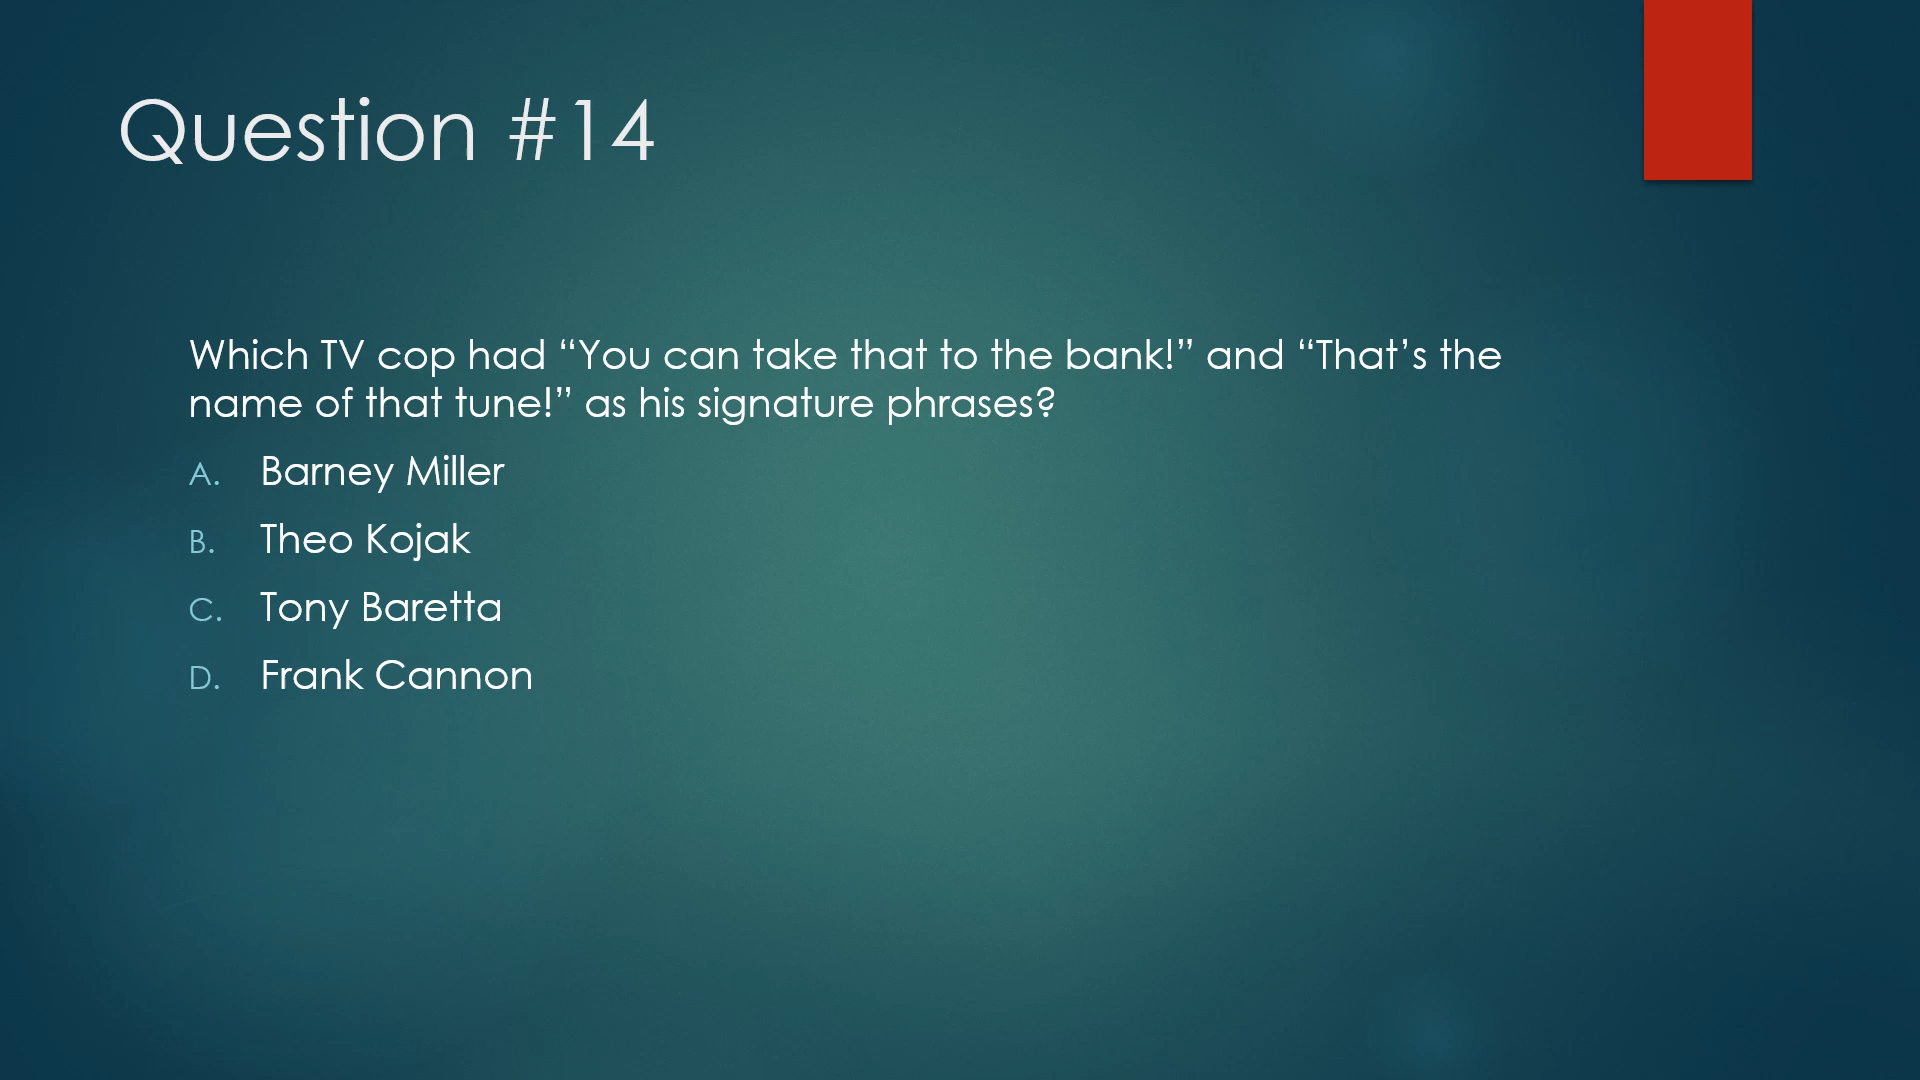 Question #14
Which TV cop had “You can take that to the bank!” and “That’s the
name of that tune!” as his signature phrases?
A. Barney Miller
B. Theo Kojak
C. Tony Baretta
D. Frank Cannon